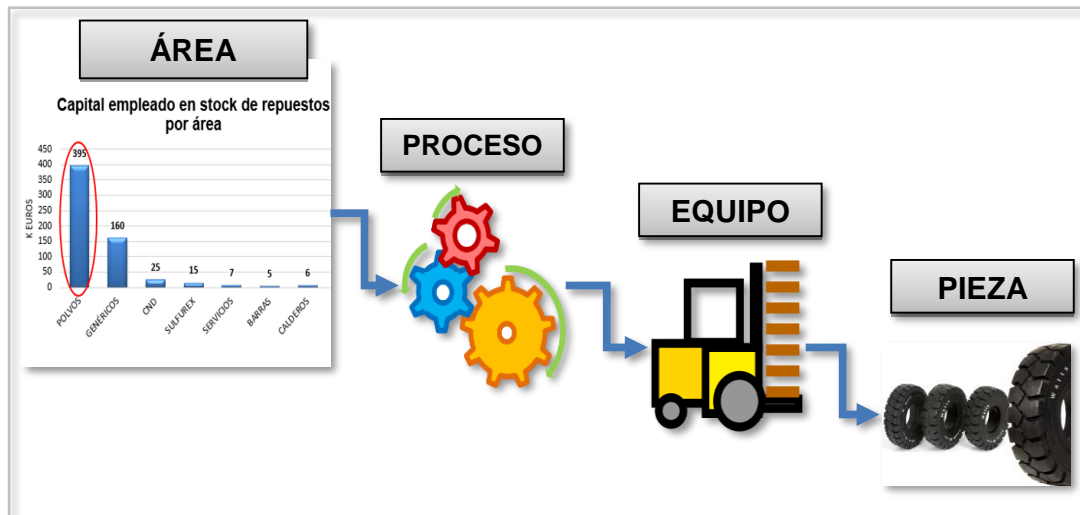 ÁREA
Capital empleado en stock de repuestos
por área
K EUROS
450
400
350
300
250
200
150
100
50
0
395
160
25
15
7
5
6
POLVOS
GENÉRICOS
CND
SULFUREX
SERVICIOS
BARRAS
CALDEROS
PROCESO
EQUIPO
PIEZA